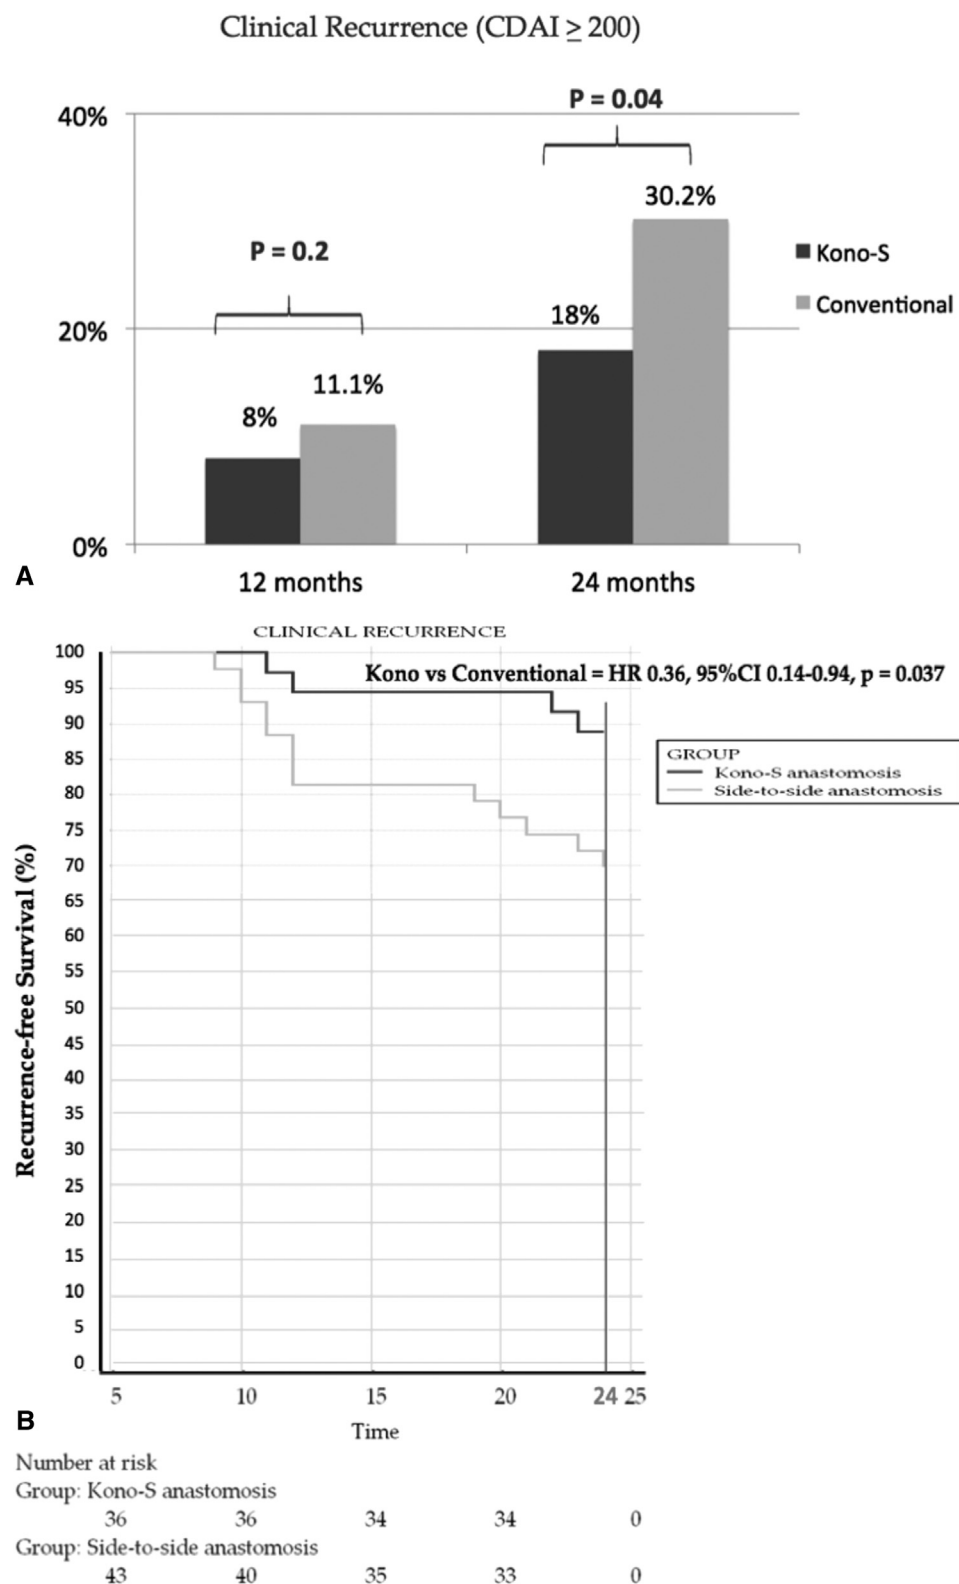 Clinical Recurrence (CDAI ≥ 200)
P = 0.04
40%
30.2%
P = 0.2
Kono-S
Conventional
18%
20%
11.1%
8%
0%
12 months
24 months
A
CLINICAL RECURRENCE
Kono vs Conventional = HR 0.36, 95%CI 0.14-0.94, p = 0.037
GROUP
Kono-S anastomosis
Side-to-side anastomosis
Recurrence-free Survival (%)
100
95
90
85
80
75
70
65
60
55
50
45
40
35
30
25
20
15
10
5
0
5 10 15 20 24 25
Time
B
Number at risk
Group: Kono-S anastomosis
36 36 34 34 0
Group: Side-to-side anastomosis
43 40 35 33 0